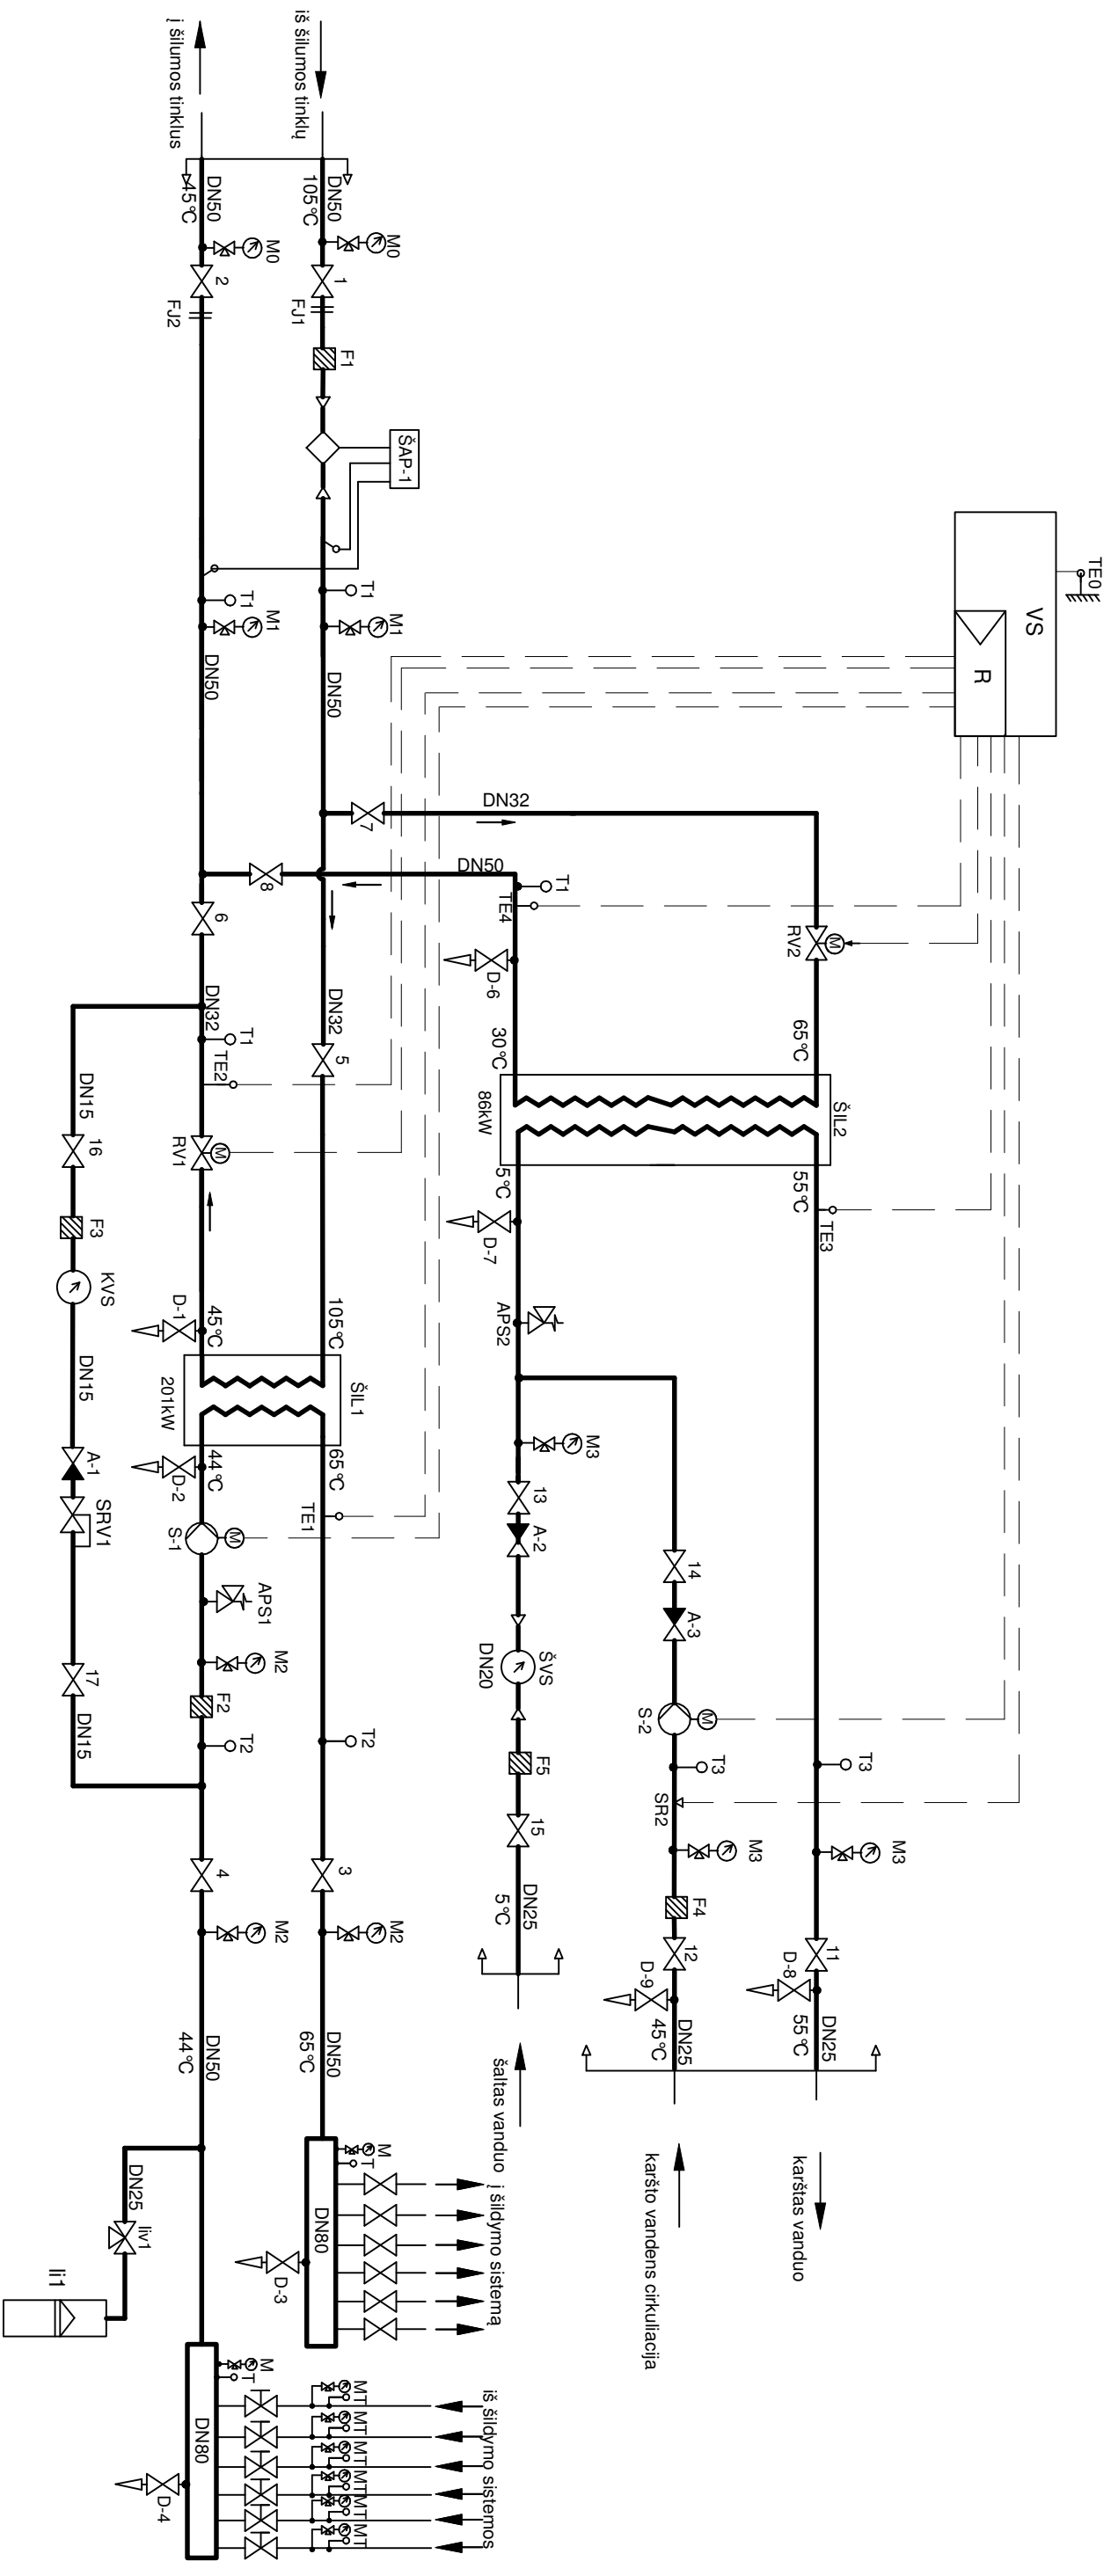 į šilumos tinklus
iš šilumos tinklų
DN50
45°C
DN50
105°C
M0
M0
2
1
FJ2
FJ1
F1
ŠAP-1
TE0
VS
R
T1
T1
M1
M1
DN50
DN50
7
DN32
8
DN50
T1
TE4
6
RV2
D-6
DN32
T1
TE2
DN32
5
30°C
65°C
DN15
16
RV1
86kW
ŠIL2
5°C
55°C
F3
TE3
D-7
KVS
D-1
45°C
105°C
APS2
DN15
201kW
ŠIL1
44°C
65°C
D-2
M3
A-1
SRV1
S-1
TE1
13
A-2
14
A-3
APS1
17
M2
F2
DN20
ŠVS
S-2
DN15
T2
T2
F5
T3
T3
SR2
15
4
3
M3
M3
M2
M2
5°C
DN25
F4
12
11
D-9
D-8
45°C
DN25
55°C
DN25
44°C
DN50
65°C
DN50
šaltas vanduo
karšto vandens cirkuliacija
karštas vanduo
DN25
Iiv1
Ii1
M
T
DN80
D-3
į šildymo sistemą
M
T
DN80
D-4
MT
MT
MT
MT
MT
MT
iš šildymo sistemos